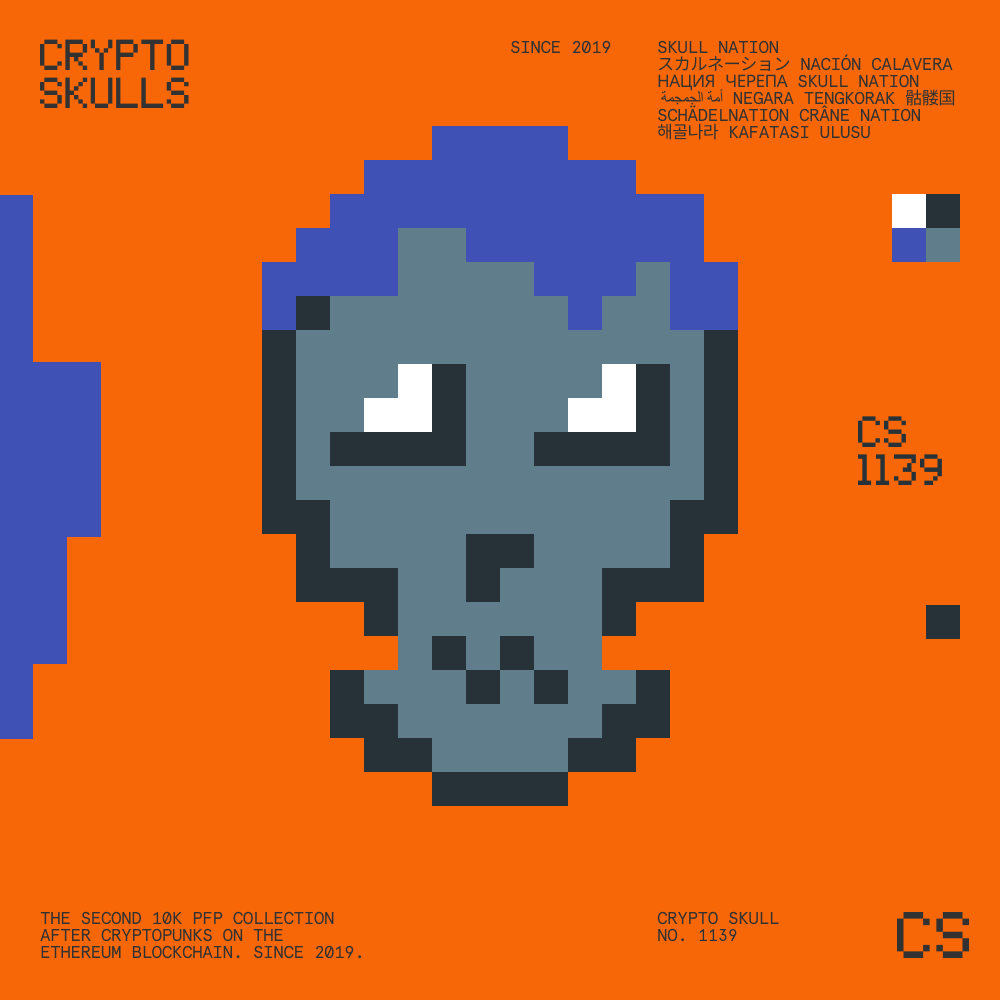 CRYPTO
SKULLS
SINCE 2019
SKULL NATION
スカルネーション NACIÓN CALAVERA
НАЦИЯ ЧЕРЕПА SKULL NATION
أمة الجمجمة NEGARA TENGKORAK 骷髅国
SCHÄDELNATION CRÂNE NATION
해골나라 KAFATASI ULUSU
CS
1139
THE SECOND 10K PFP COLLECTION
AFTER CRYPTOPUNKS ON THE
ETHEREUM BLOCKCHAIN. SINCE 2019.
CRYPTO SKULL
NO. 1139
CS